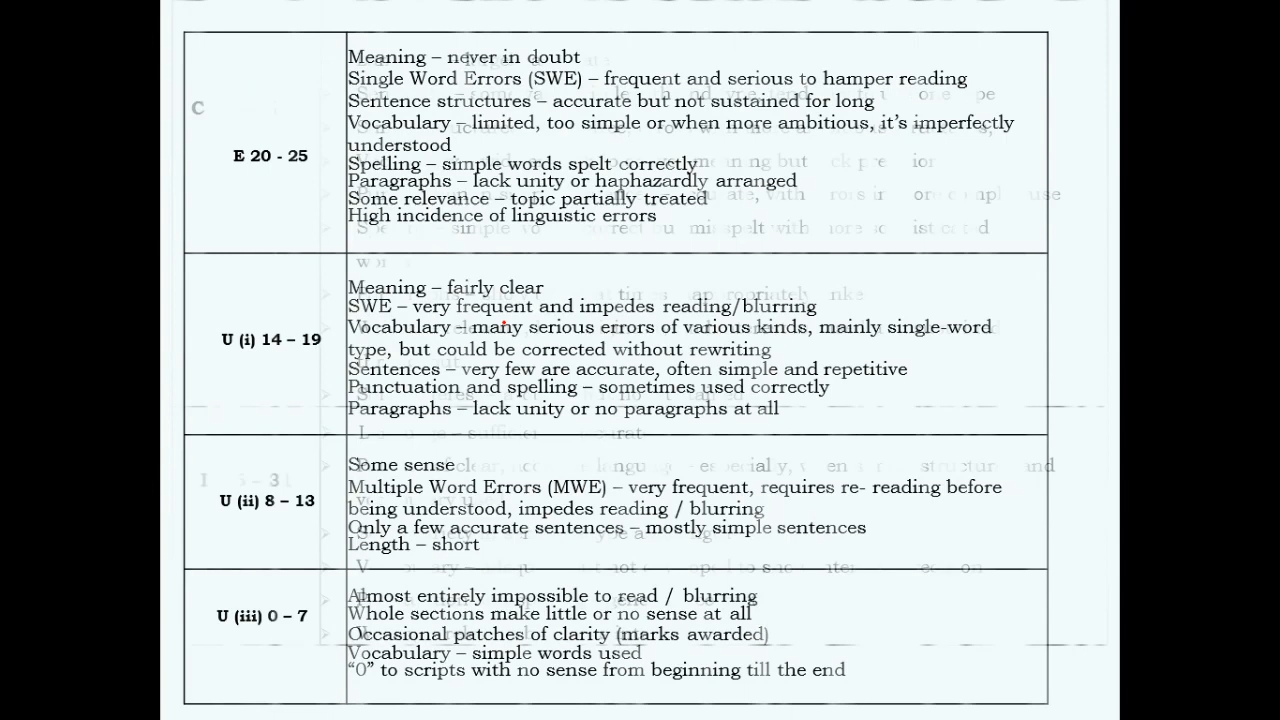 E 20 - 25
Meaning – never in doubt
Single Word Errors (SWE) – frequent and serious to hamper reading
Sentence structures – accurate but not sustained for long
Vocabulary – limited, too simple or when more ambitious, it’s imperfectly
understood
Spelling – simple words spelt correctly
Paragraphs – lack unity or haphazardly arranged
Some relevance – topic partially treated
High incidence of linguistic errors
U (i) 14 – 19
Meaning – fairly clear
SWE – very frequent and impedes reading/blurring
Vocabulary – many serious errors of various kinds, mainly single-word
type, but could be corrected without rewriting
Sentences – very few are accurate, often simple and repetitive
Punctuation and spelling – sometimes used correctly
Paragraphs – lack unity or no paragraphs at all
U (ii) 8 – 13
Some sense
Multiple Word Errors (MWE) – very frequent, requires re- reading before
being understood, impedes reading / blurring
Only a few accurate sentences – mostly simple sentences
Length – short
U (iii) 0 – 7
Almost entirely impossible to read / blurring
Whole sections make little or no sense at all
Occasional patches of clarity (marks awarded)
Vocabulary – simple words used
“0” to scripts with no sense from beginning till the end
C